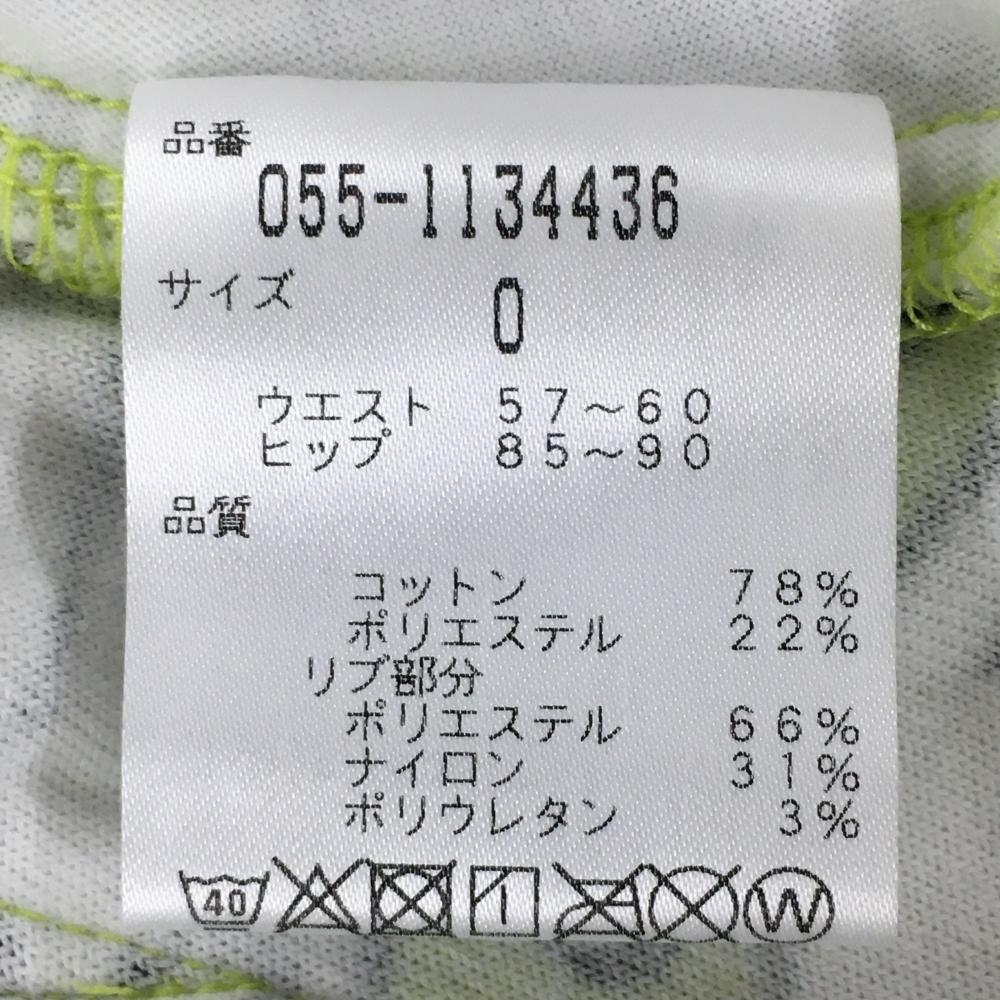 品番
055-1134436
サイズ
0
ウエスト 57～60
ヒップ 85～90
品質
コットン 78%
ポリエステル 22%
リブ部分
ポリエステル 66%
ナイロン 31%
ポリウレタン 3%
40 W